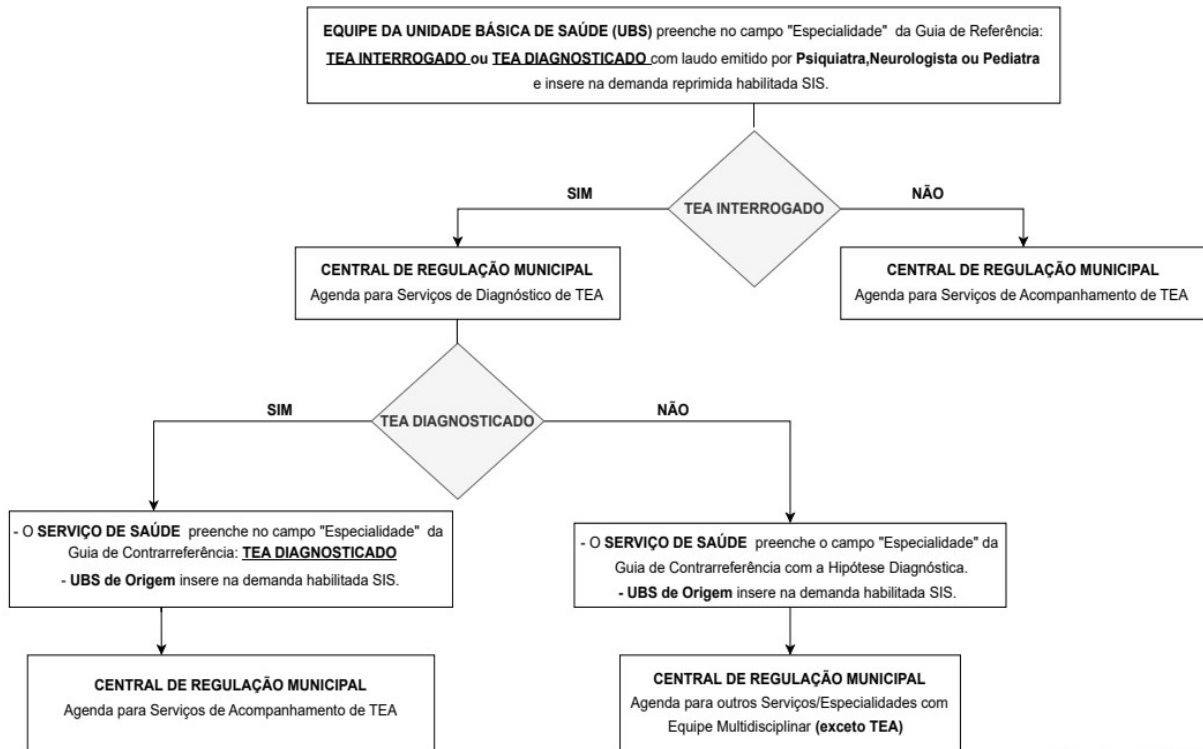 EQUIPE DA UNIDADE BÁSICA DE SAÚDE (UBS) preenche no campo "Especialidade" da Guia de Referência:
TEA INTERROGADO ou TEA DIAGNOSTICADO com laudo emitido por Psiquiatra,Neurologista ou Pediatra
e insere na demanda reprimida habilitada SIS.
SIM
NÃO
TEA INTERROGADO
CENTRAL DE REGULAÇÃO MUNICIPAL
Agenda para Serviços de Diagnóstico de TEA
CENTRAL DE REGULAÇÃO MUNICIPAL
Agenda para Serviços de Acompanhamento de TEA
SIM
NÃO
TEA DIAGNOSTICADO
- O SERVIÇO DE SAÚDE preenche no campo "Especialidade" da
Guia de Contrarreferência: TEA DIAGNOSTICADO
- UBS de Origem insere na demanda habilitada SIS.
- O SERVIÇO DE SAÚDE preenche o campo "Especialidade" da
Guia de Contrarreferência com a Hipótese Diagnóstica.
- UBS de Origem insere na demanda habilitada SIS.
CENTRAL DE REGULAÇÃO MUNICIPAL
Agenda para Serviços de Acompanhamento de TEA
CENTRAL DE REGULAÇÃO MUNICIPAL
Agenda para outros Serviços/Especialidades com
Equipe Multidisciplinar (exceto TEA)